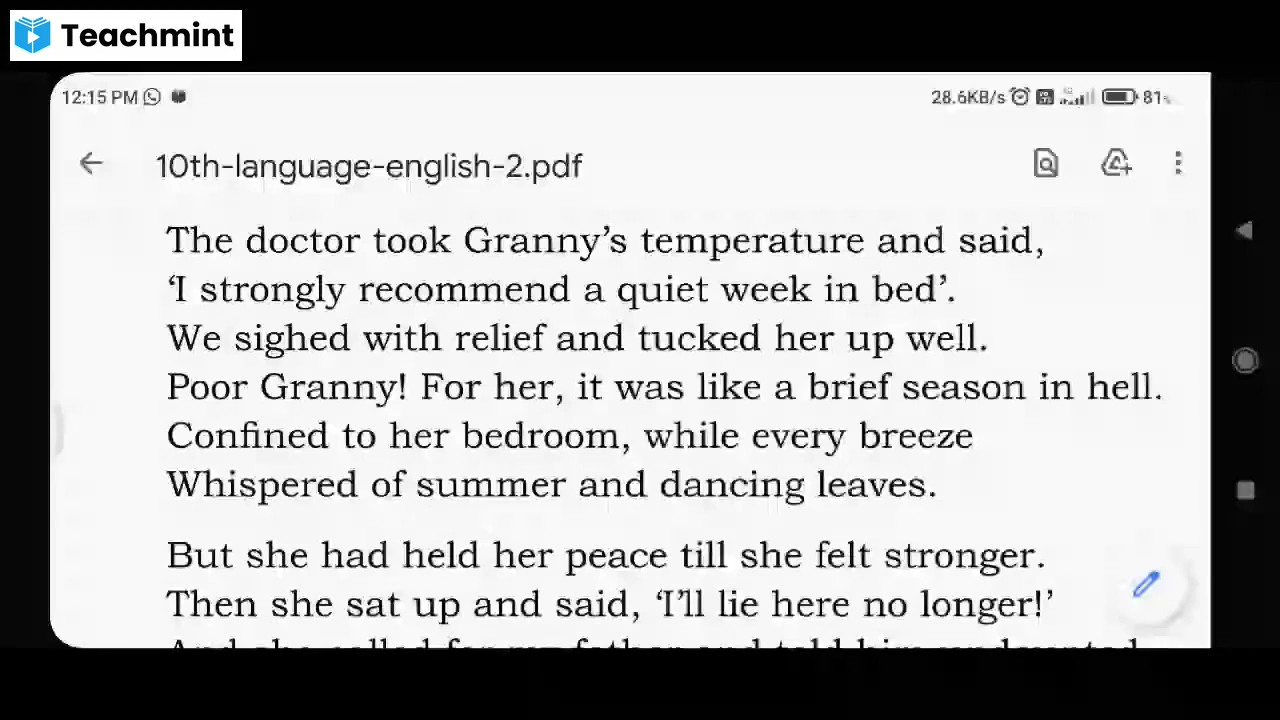 Teachmint
12:15 PM
28.6KB/s 81
10th-language-english-2.pdf
The doctor took Granny’s temperature and said,
‘I strongly recommend a quiet week in bed’.
We sighed with relief and tucked her up well.
Poor Granny! For her, it was like a brief season in hell.
Confined to her bedroom, while every breeze
Whispered of summer and dancing leaves.
But she had held her peace till she felt stronger.
Then she sat up and said, ‘I’ll lie here no longer!’